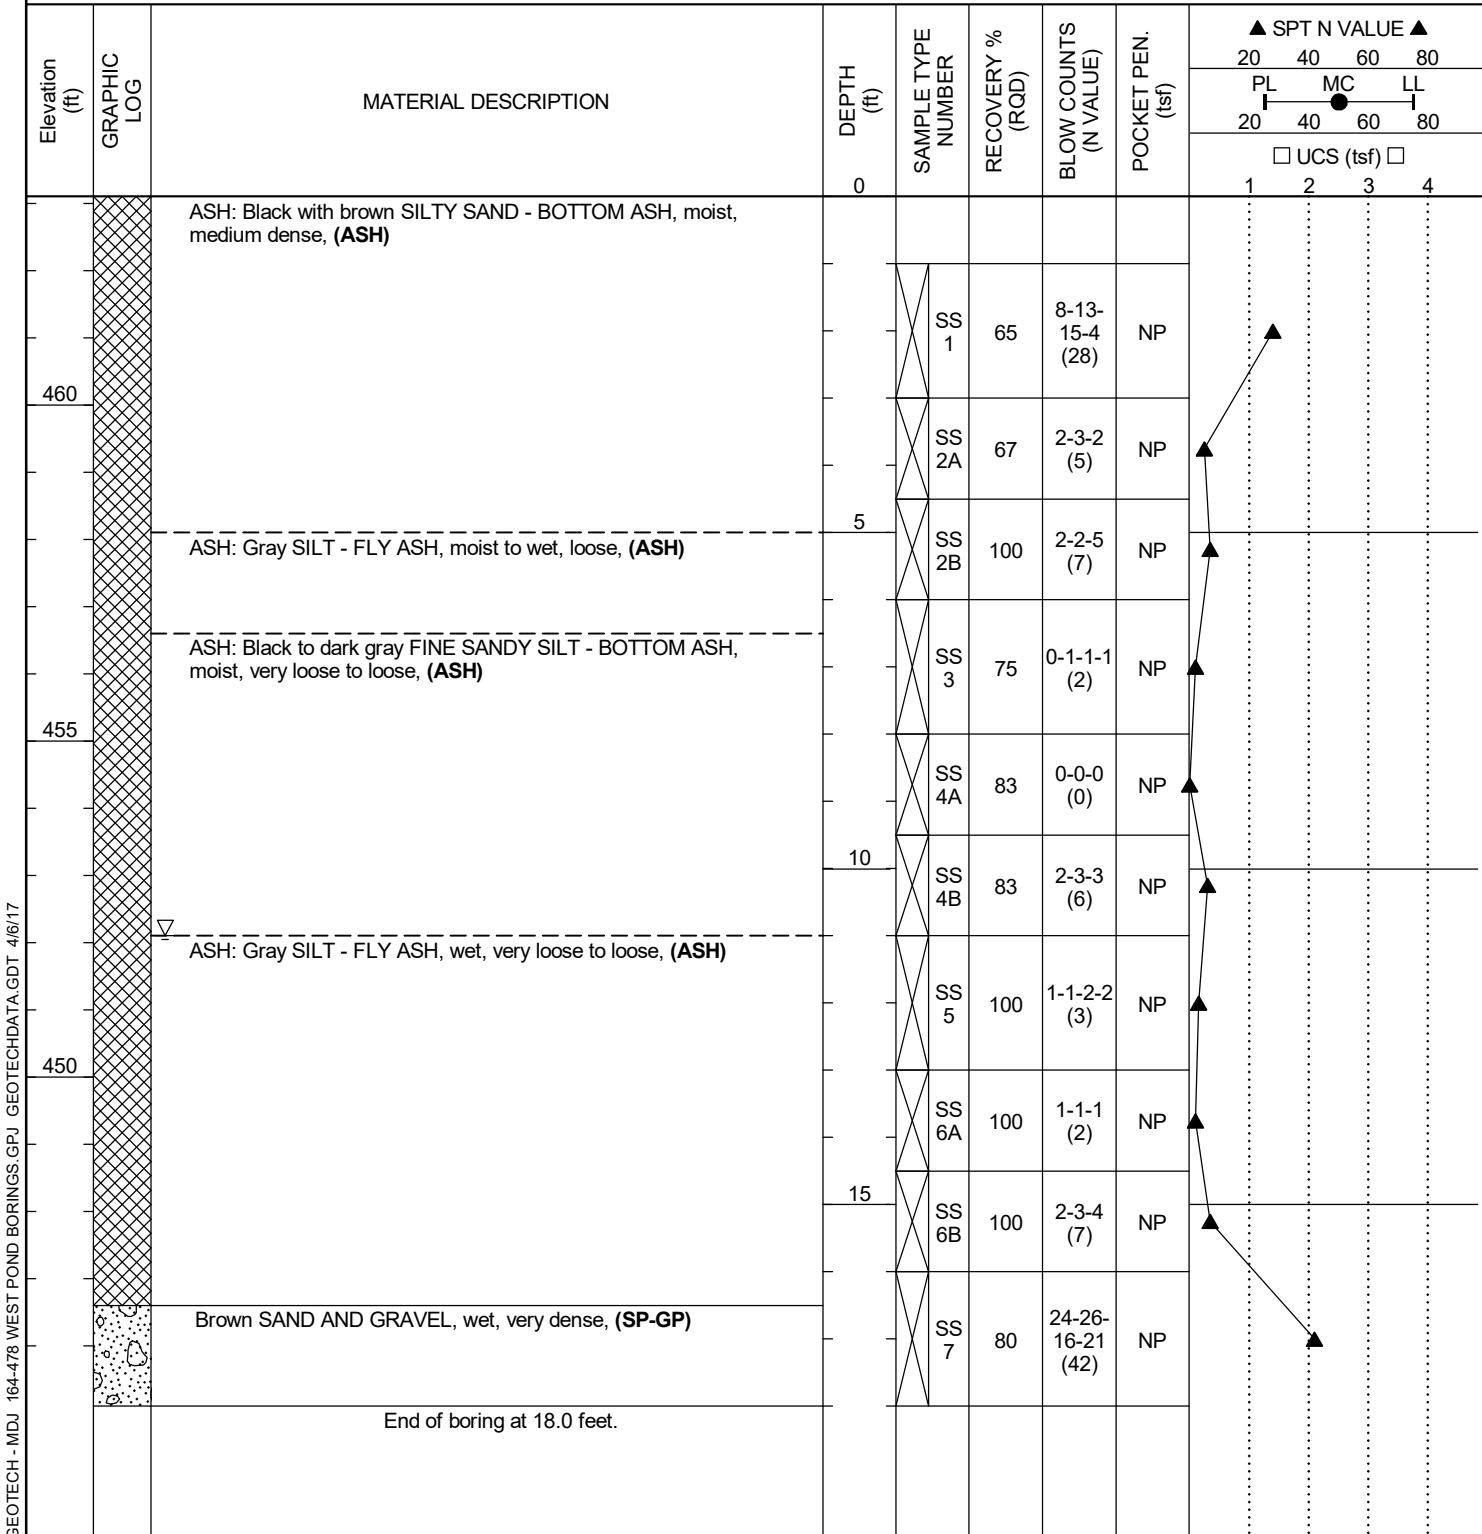 Elevation
(ft)
GRAPHIC
LOG
MATERIAL DESCRIPTION
DEPTH
(ft)
SAMPLE TYPE
NUMBER
RECOVERY %
(RQD)
BLOW COUNTS
(N VALUE)
POCKET PEN.
(tsf)
▲ SPT N VALUE ▲
20 40 60 80
PL MC LL
20 40 60 80
□ UCS (tsf) □
1 2 3 4
0
ASH: Black with brown SILTY SAND - BOTTOM ASH, moist,
medium dense, (ASH)
SS
1
65
8-13-
15-4
(28)
NP
460
SS
2A
67
2-3-2
(5)
NP
5
ASH: Gray SILT - FLY ASH, moist to wet, loose, (ASH)
SS
2B
100
2-2-5
(7)
NP
ASH: Black to dark gray FINE SANDY SILT - BOTTOM ASH,
moist, very loose to loose, (ASH)
SS
3
75
0-1-1-1
(2)
NP
455
SS
4A
83
0-0-0
(0)
NP
10
SS
4B
83
2-3-3
(6)
NP
ASH: Gray SILT - FLY ASH, wet, very loose to loose, (ASH)
SS
5
100
1-1-2-2
(3)
NP
450
SS
6A
100
1-1-1
(2)
NP
15
SS
6B
100
2-3-4
(7)
NP
Brown SAND AND GRAVEL, wet, very dense, (SP-GP)
SS
7
80
24-26-
16-21
(42)
NP
End of boring at 18.0 feet.
GEOTECH - MDJ 164-478 WEST POND BORINGS.GPJ GEOTECHDATA.GDT 4/6/17